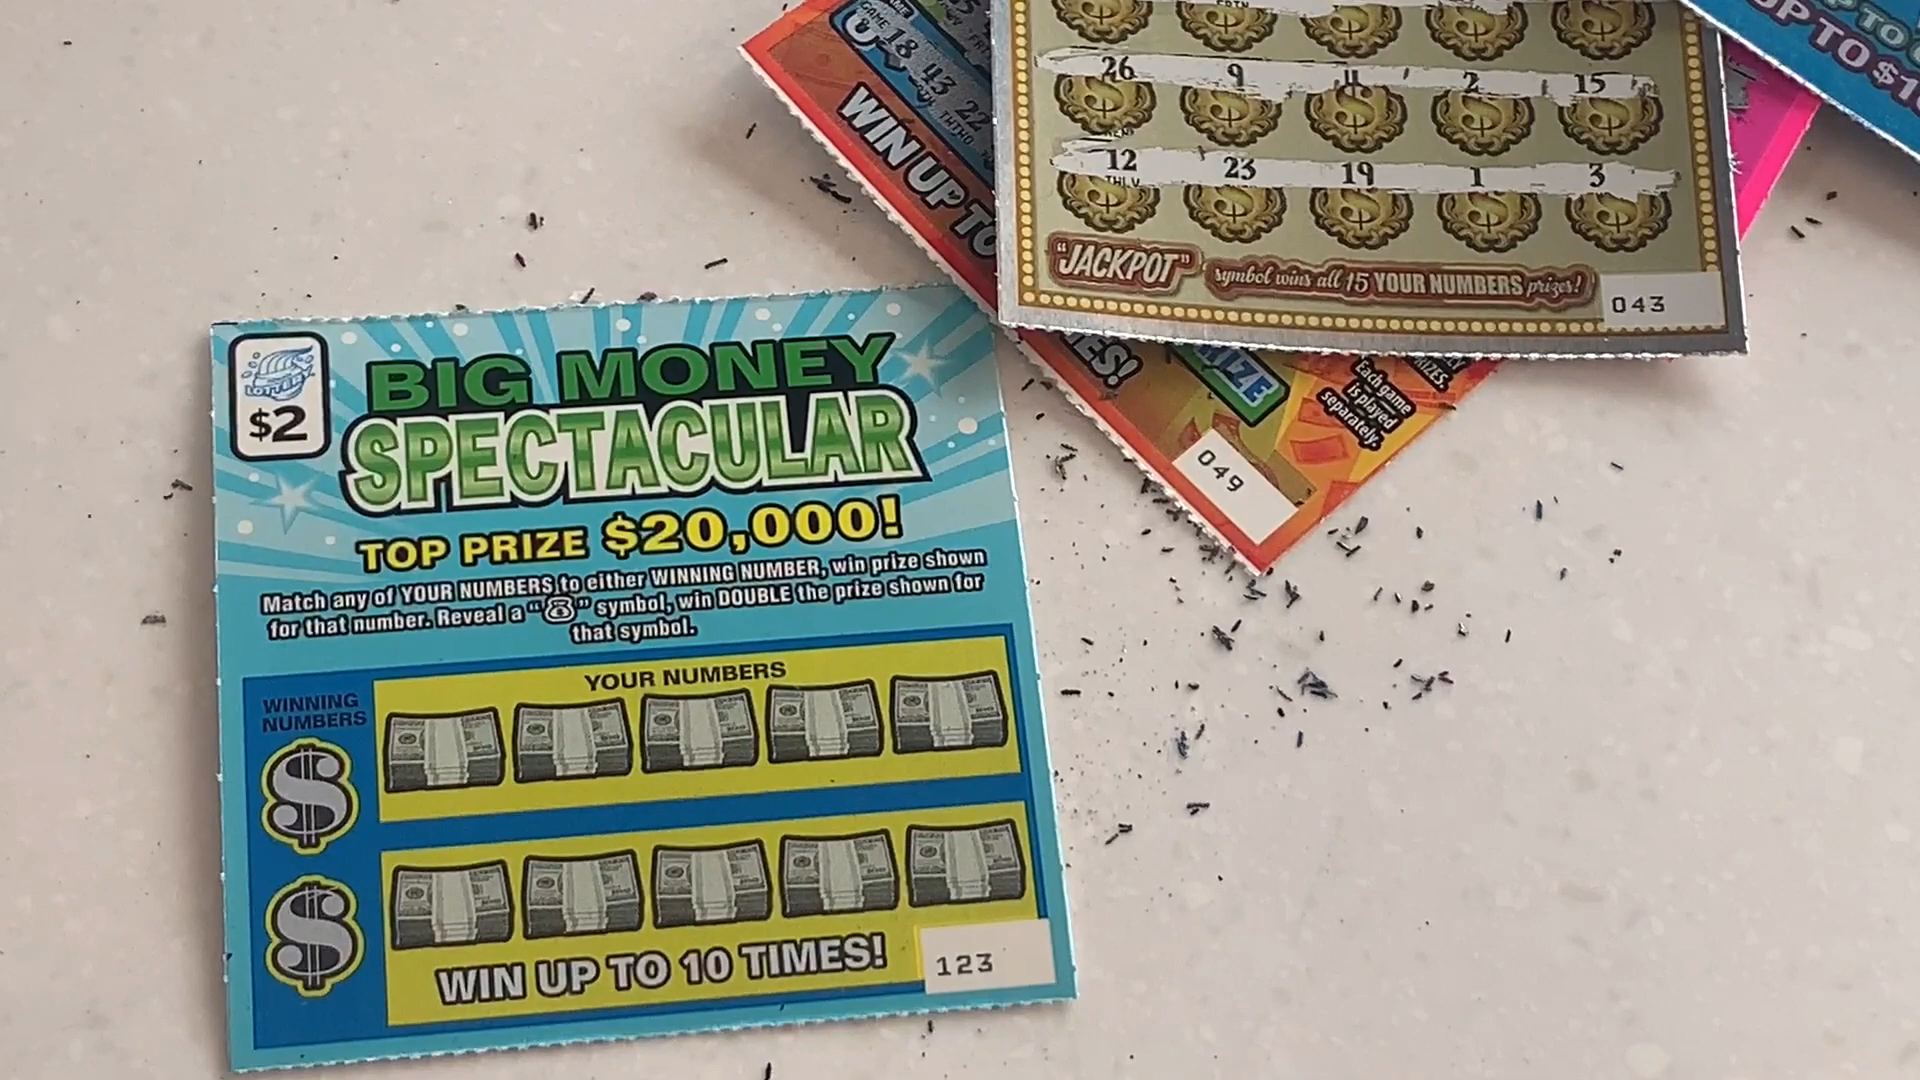 LOTTERY
$2
BIG MONEY
SPECTACULAR
TOP PRIZE $20,000!
Match any of YOUR NUMBERS to either WINNING NUMBER, win prize shown
for that number. Reveal a "" symbol, win DOUBLE the prize shown for
that symbol.
WINNING
NUMBERS
YOUR NUMBERS
WIN UP TO 10 TIMES!
123
GAME
18 43 22
WIN UP TO
Each game
is played
separately.
049
26 9 4 2 15
12 23 19 1 3
"JACKPOT" symbol wins all 15 YOUR NUMBERS prizes!
043
UP TO $1